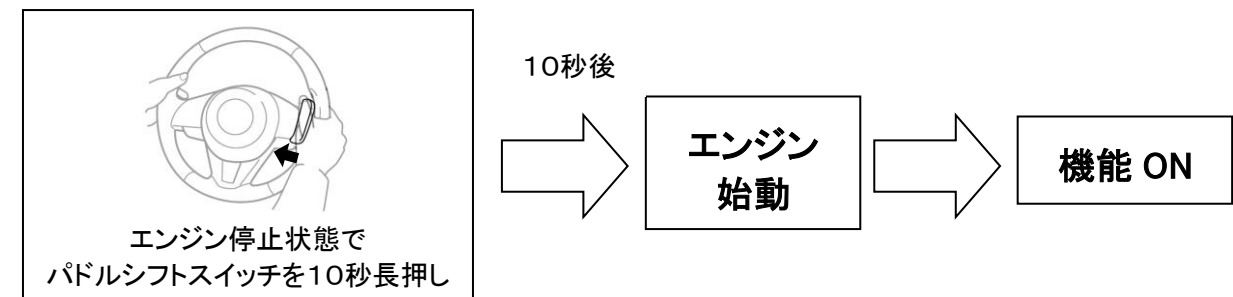 エンジン停止状態で
パドルシフトスイッチを10秒長押し
10秒後
エンジン
始動
機能 ON